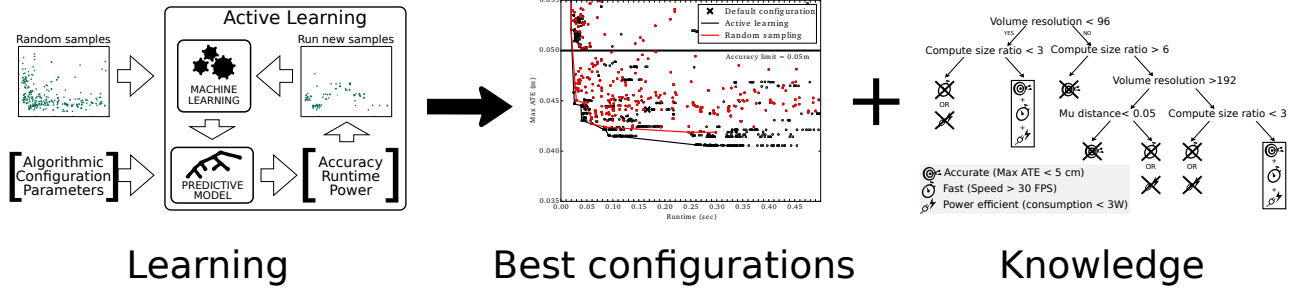 Active Learning
Random samples
Run new samples
MACHINE
LEARNING
Algorithmic
Configuration
Parameters
PREDICTIVE
MODEL
Accuracy
Runtime
Power
Learning
Default configuration
Active learning
Random sampling
Accuracy limit = 0.05m
Max ATE (m)
0.050
0.045
0.040
0.035
0.00 0.05 0.10 0.15 0.20 0.25 0.30 0.35 0.40 0.45
Runtime (sec)
Best configurations
Volume resolution < 96
YES NO
Compute size ratio < 3
Compute size ratio > 6
Volume resolution >192
OR
+
+
Mu distance< 0.05
Compute size ratio < 3
OR
OR
+
+
Accurate (Max ATE < 5 cm)
Fast (Speed > 30 FPS)
Power efficient (consumption < 3W)
Knowledge